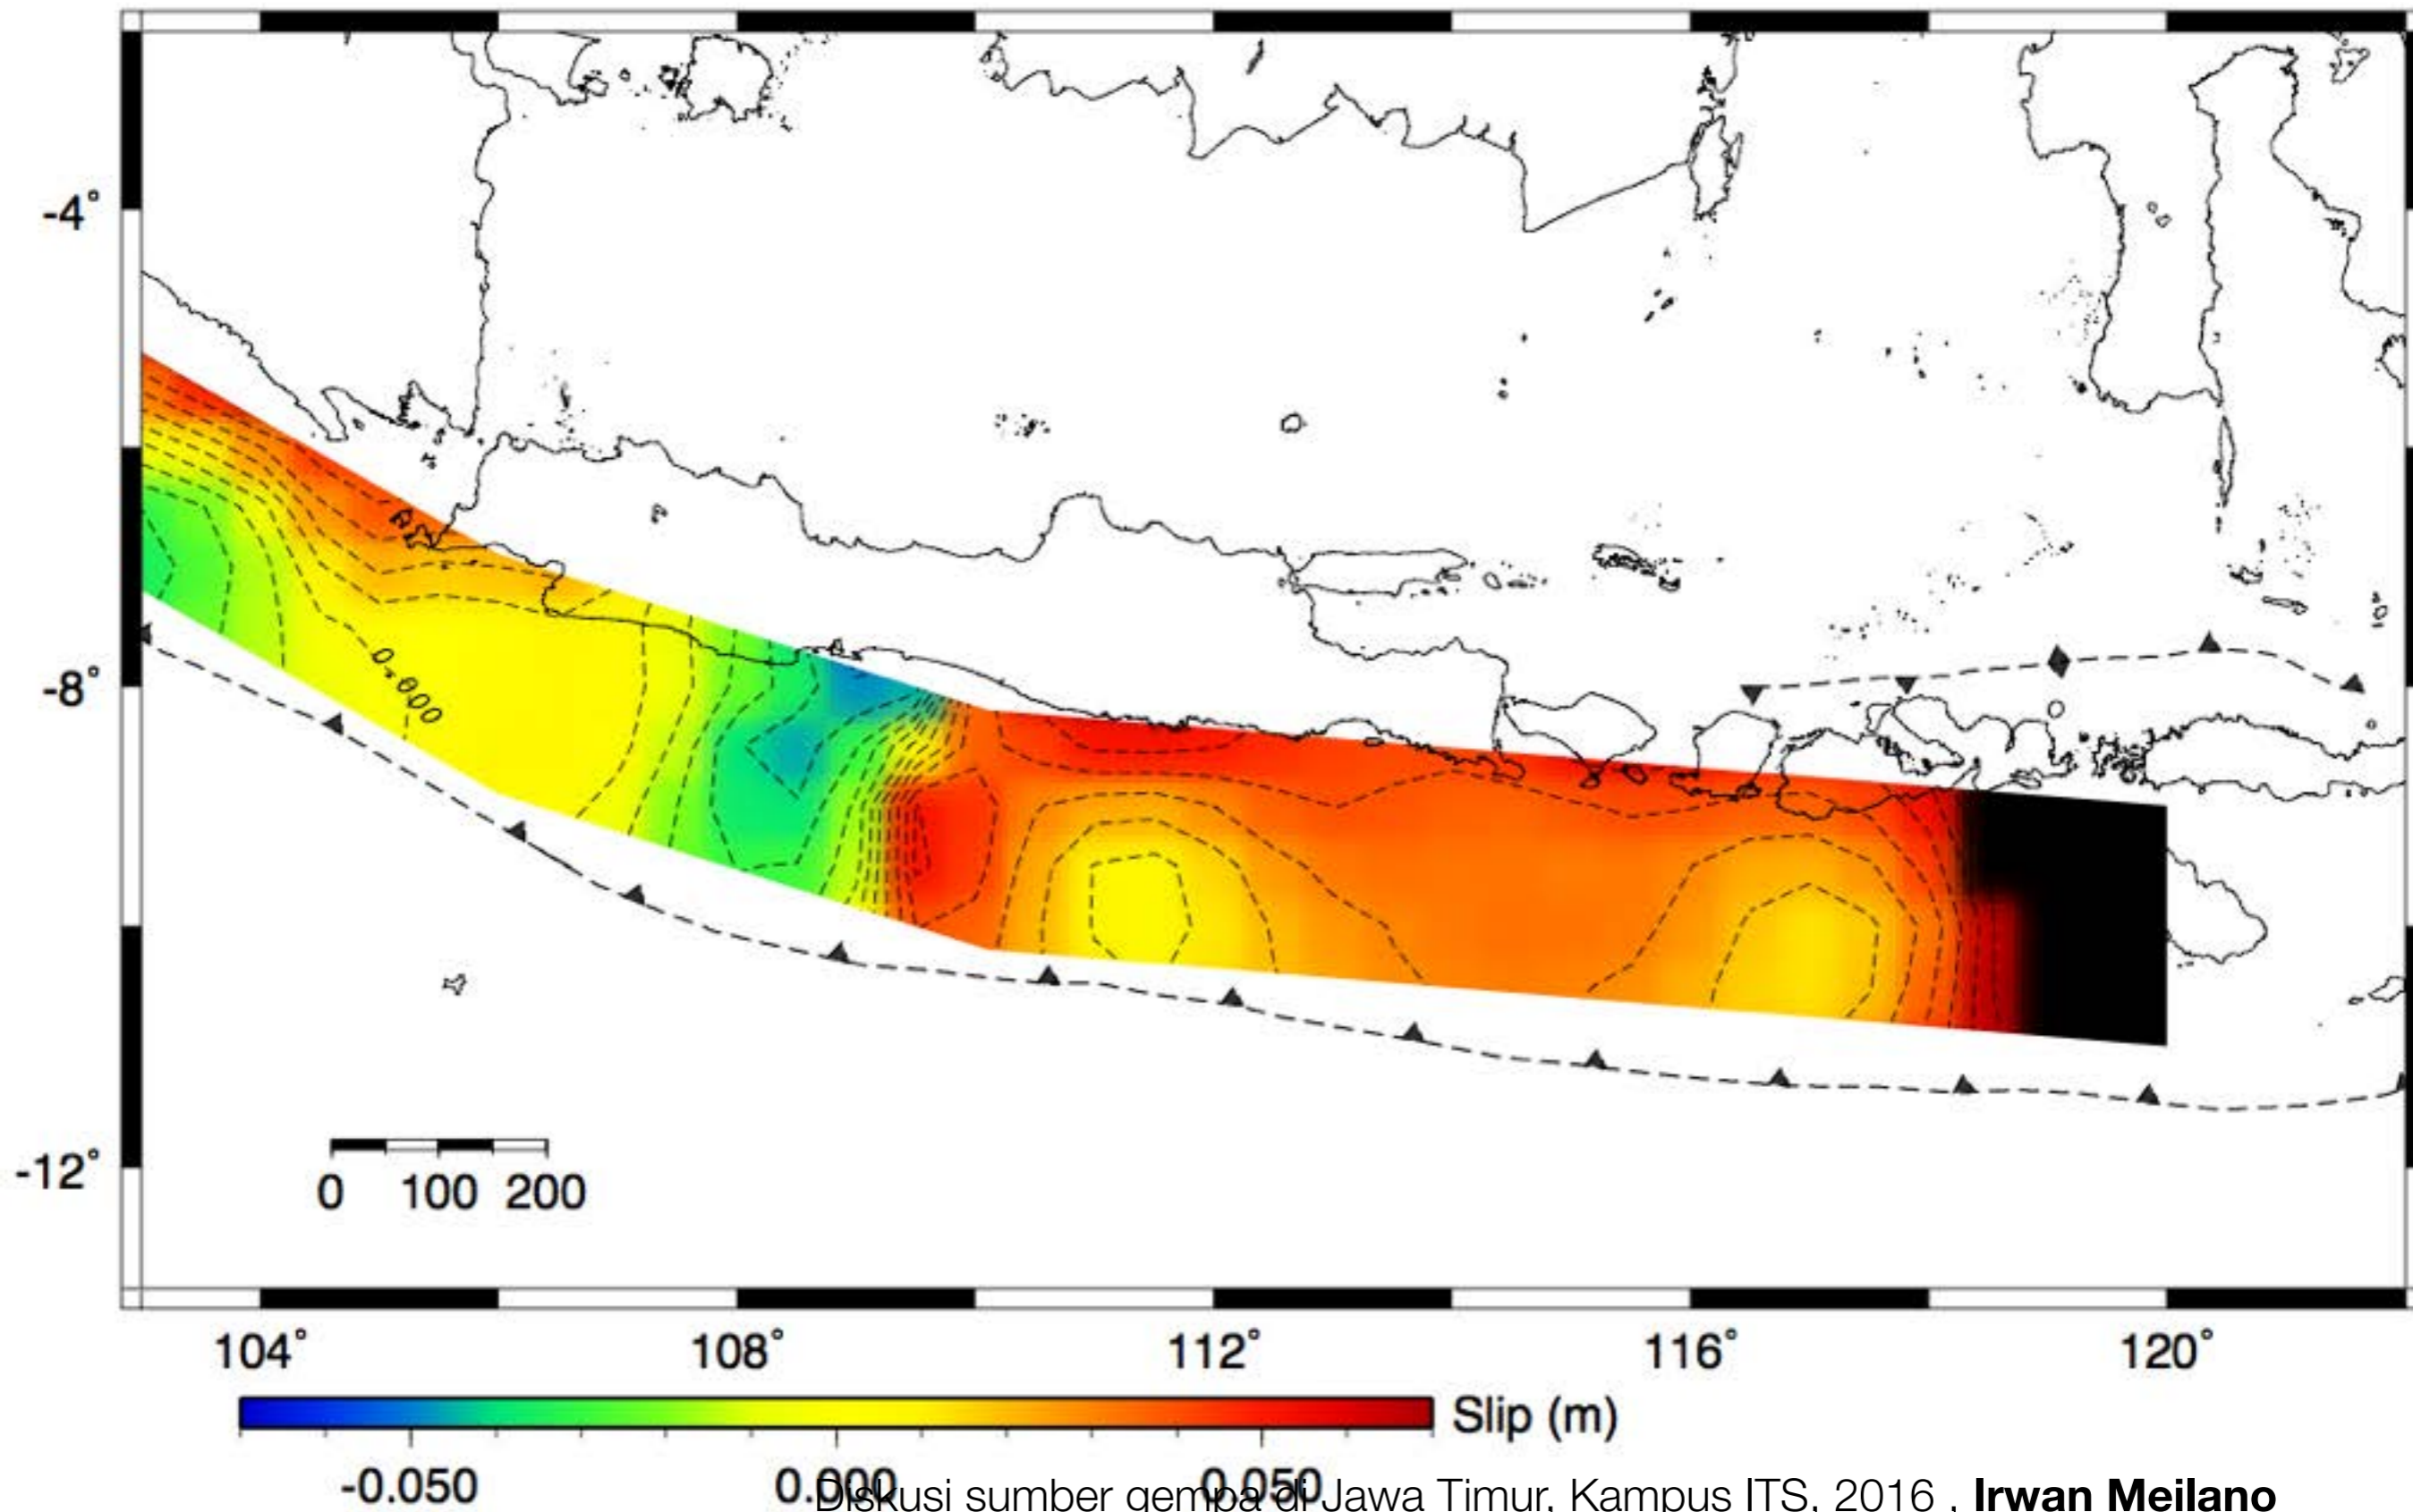 -4°
-8°
-12°
0.000
0 100 200
104° 108° 112° 116° 120°
Slip (m)
-0.050 0.000 0.050
Diskusi sumber gempa di Jawa Timur, Kampus ITS, 2016 , Irwan Meilano